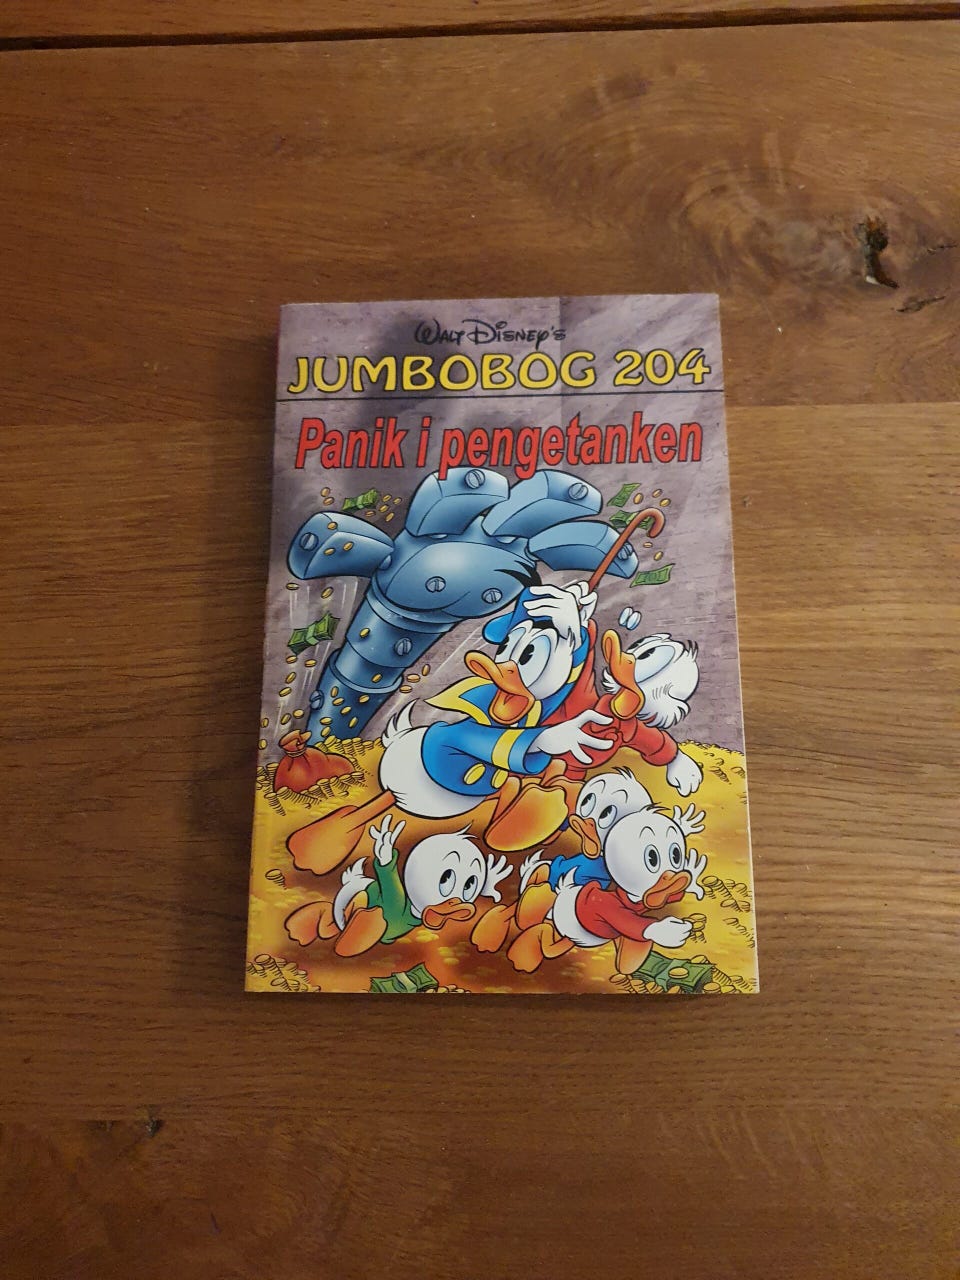 WALT DISNEY'S
JUMBOBOG 204
Panik i pengetanken